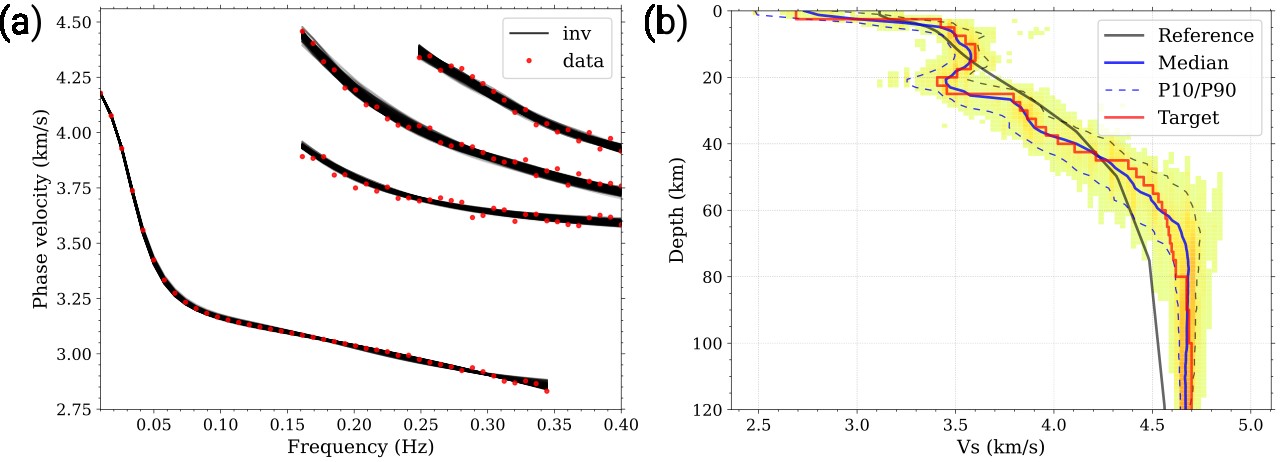 (a)
4.50
4.25
4.00
3.75
3.50
3.25
3.00
2.75
Phase velocity (km/s)
0.05
0.10
0.15
0.20
0.25
0.30
0.35
0.40
Frequency (Hz)
inv
data
(b)
0
20
40
60
80
100
120
Depth (km)
2.5
3.0
3.5
4.0
4.5
5.0
Vs (km/s)
Reference
Median
P10/P90
Target